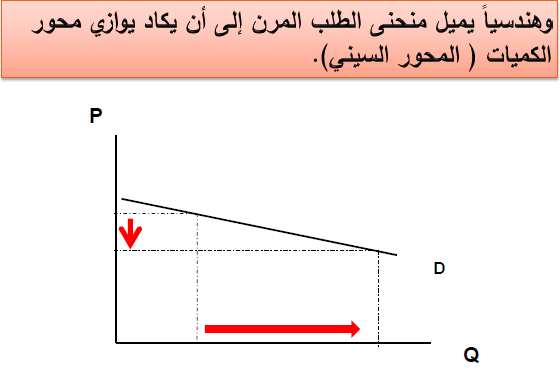 وهندسياً يميل منحنى الطلب المرن إلى أن يكاد يوازي محور
الكميات ( المحور السيني).
P
D
Q